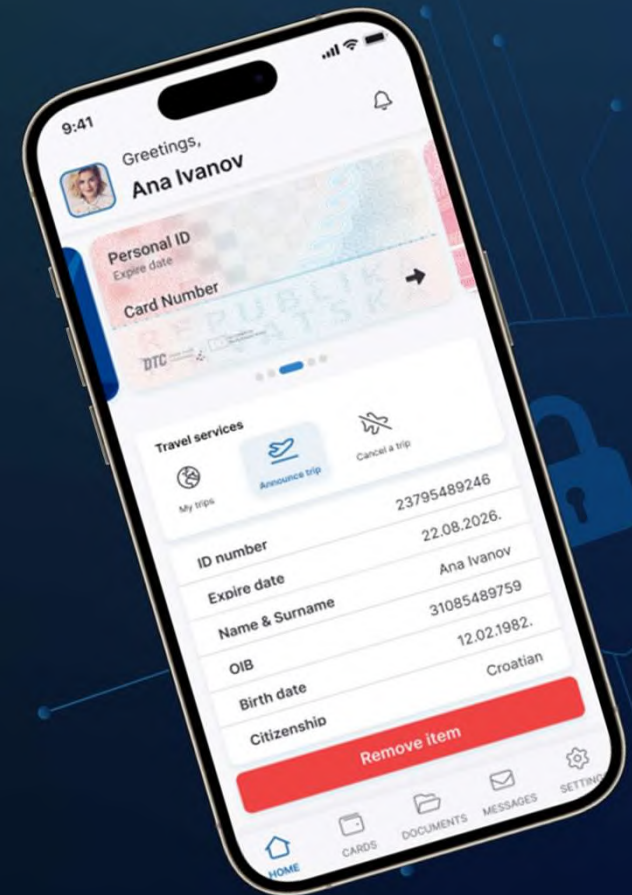 9:41
Greetings,
Ana Ivanov
Personal ID
Expire date
Card Number
REPUBLIKA
DTC
Travel services
My trips
Announce trip
Cancel a trip
ID number 23795489246
Expire date 22.08.2026.
Name & Surname Ana Ivanov
OIB 31085489759
Birth date 12.02.1982.
Citizenship Croatian
Remove item
HOME CARDS DOCUMENTS MESSAGES SETTING